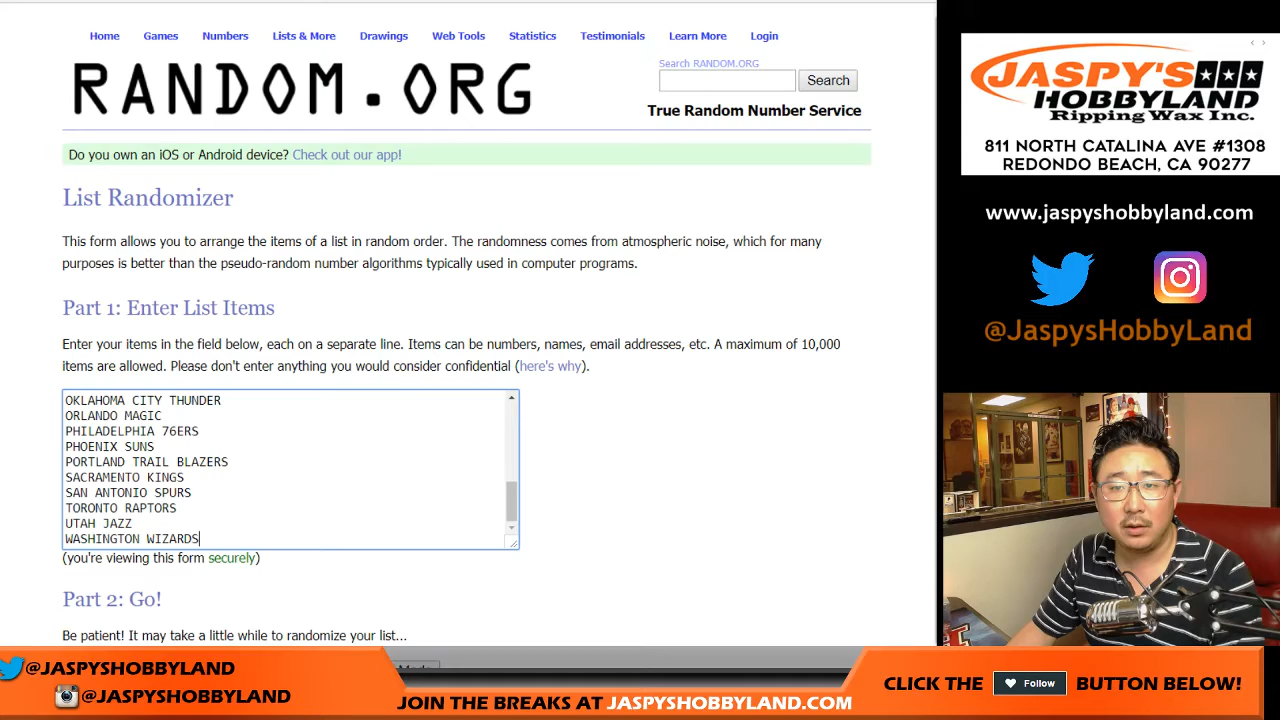 Home Games Numbers Lists & More Drawings Web Tools Statistics Testimonials Learn More Login
RANDOM.ORG
Search RANDOM.ORG
Search
True Random Number Service
Do you own an iOS or Android device? Check out our app!
List Randomizer
This form allows you to arrange the items of a list in random order. The randomness comes from atmospheric noise, which for many
purposes is better than the pseudo-random number algorithms typically used in computer programs.
Part 1: Enter List Items
Enter your items in the field below, each on a separate line. Items can be numbers, names, email addresses, etc. A maximum of 10,000
items are allowed. Please don't enter anything you would consider confidential (here's why).
OKLAHOMA CITY THUNDER
ORLANDO MAGIC
PHILADELPHIA 76ERS
PHOENIX SUNS
PORTLAND TRAIL BLAZERS
SACRAMENTO KINGS
SAN ANTONIO SPURS
TORONTO RAPTORS
UTAH JAZZ
WASHINGTON WIZARDS
(you're viewing this form securely)
Part 2: Go!
Be patient! It may take a little while to randomize your list...
JASPY'S
HOBBYLAND
Ripping Wax Inc.
811 NORTH CATALINA AVE #1308
REDONDO BEACH, CA 90277
www.jaspyshobbyland.com
@JaspysHobbyLand
@JASPYSHOBBYLAND
@JASPYSHOBBYLAND
JOIN THE BREAKS AT JASPYSHOBBYLAND.COM
CLICK THE Follow BUTTON BELOW!